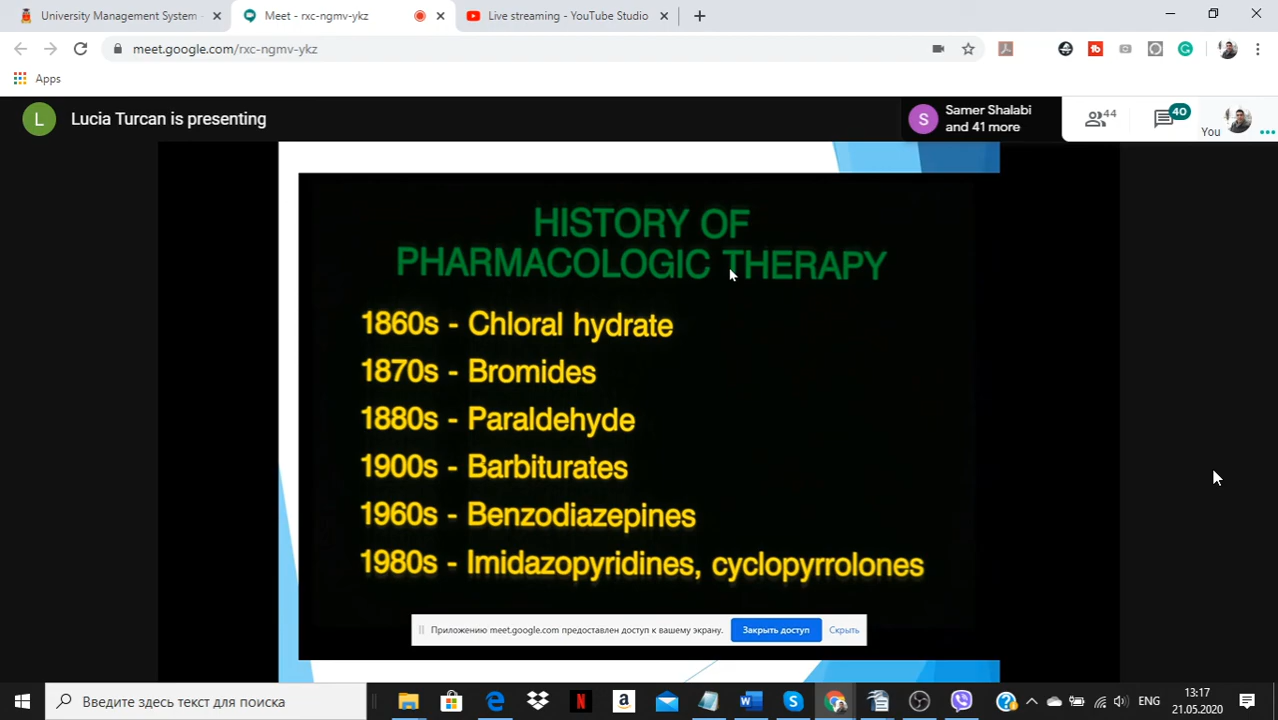 University Management System -
Meet - rxc-ngmv-ykz
Live streaming - YouTube Studio
meet.google.com/rxc-ngmv-ykz
Apps
L
Lucia Turcan is presenting
S
Samer Shalabi
and 41 more
44
40
You
HISTORY OF
PHARMACOLOGIC THERAPY
1860s - Chloral hydrate
1870s - Bromides
1880s - Paraldehyde
1900s - Barbiturates
1960s - Benzodiazepines
1980s - Imidazopyridines, cyclopyrrolones
Приложению meet.google.com предоставлен доступ к вашему экрану.
Закрыть доступ
Скрыть
Введите здесь текст для поиска
ENG
13:17
21.05.2020